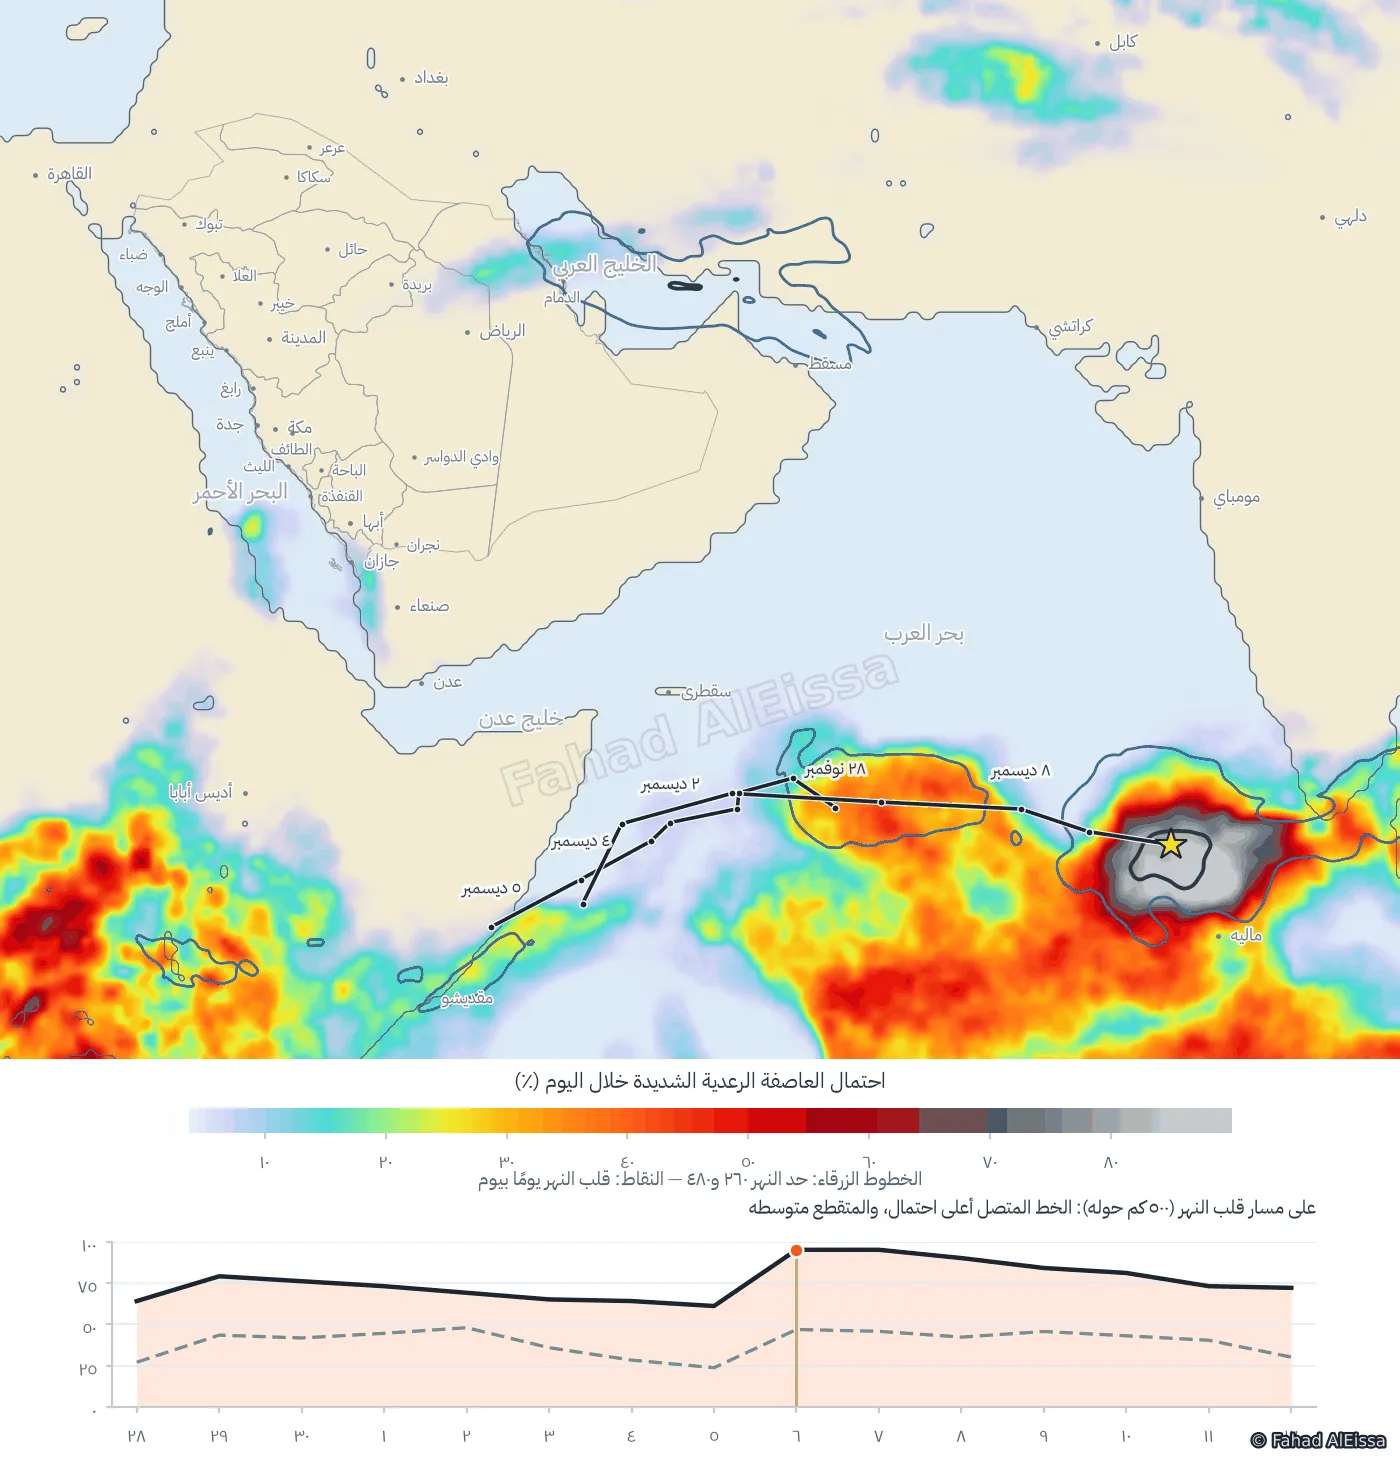 كابل
بغداد
عرعر
القاهرة
سكاكا
دلهي
تبوك
حائل
ضباء
الخليج العربي
العلا
الوجه
بريدة
الدمام
خيبر
أملج
كراتشي
الرياض
المدينة
ينبع
مسقط
رابغ
جدة
مكة
الطائف
وادي الدواسر
الليث
الباحة
البحر الأحمر
القنفذة
مومباي
أبها
نجران
جازان
صنعاء
بحر العرب
عدن
سقطرى
Fahad AlEissa
خليج عدن
٢٨ نوفمبر
٨ ديسمبر
٢ ديسمبر
أديس أبابا
٤ ديسمبر
٥ ديسمبر
ماليه
مقديشو
احتمال العاصفة الرعدية الشديدة خلال اليوم (٪)
١٠ ٢٠ ٣٠ ٤٠ ٥٠ ٦٠ ٧٠ ٨٠
الخطوط الزرقاء: حد النهر ٢٦٠ و٤٨٠ — النقاط: قلب النهر يومًا بيوم
على مسار قلب النهر (٥٠٠ كم حوله): الخط المتصل أعلى احتمال، والمتقطع متوسطه
١٠٠
٧٥
٥٠
٢٥
٠
٢٨ ٢٩ ٣٠ ١ ٢ ٣ ٤ ٥ ٦ ٧ ٨ ٩ ١٠ ١١
© Fahad AlEissa